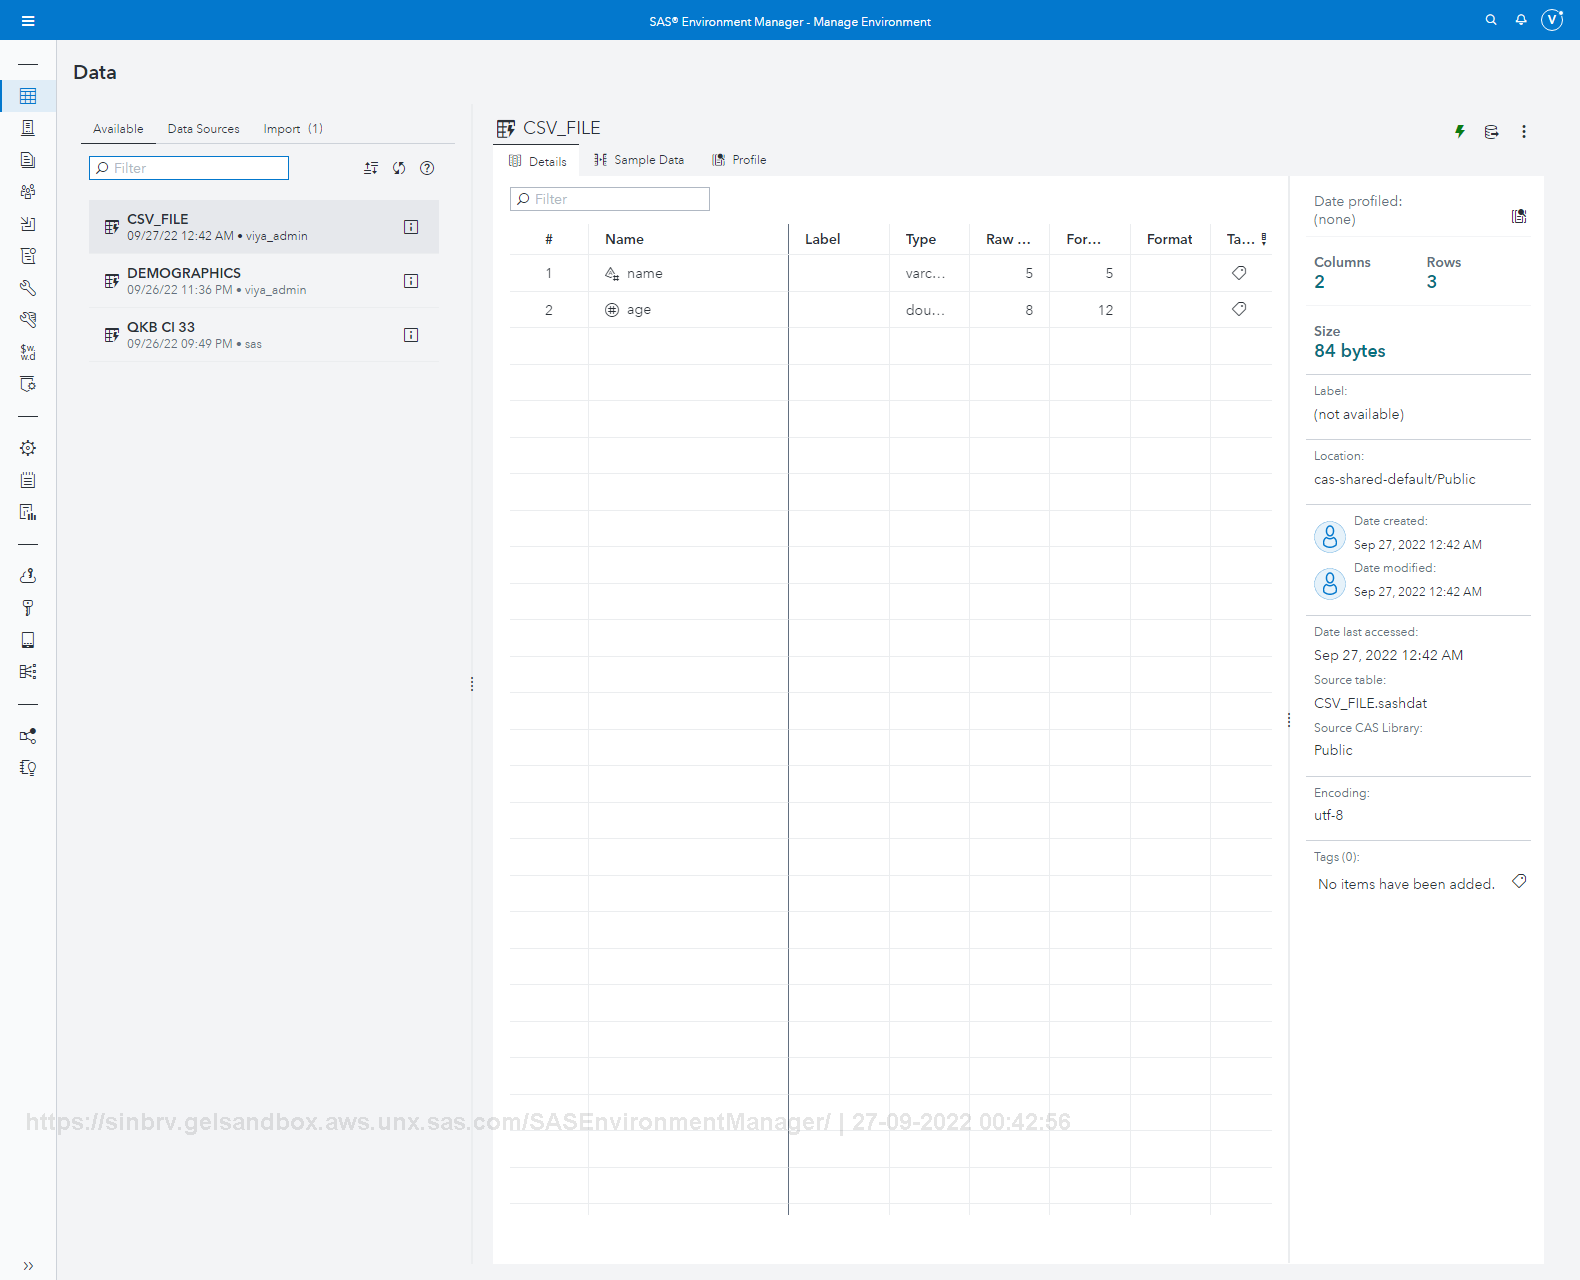 SAS® Environment Manager - Manage Environment
V
Data
Available
Data Sources
Import (1)
Filter
CSV_FILE
09/27/22 12:42 AM • viya_admin
DEMOGRAPHICS
09/26/22 11:36 PM • viya_admin
QKB CI 33
09/26/22 09:49 PM • sas
$w.
w.d
CSV_FILE
Details
Sample Data
Profile
Filter
# Name Label Type Raw ... For... Format Ta...
1 name varc... 5 5
2 age dou... 8 12
Date profiled:
(none)
Columns Rows
2 3
Size
84 bytes
Label:
(not available)
Location:
cas-shared-default/Public
Date created:
Sep 27, 2022 12:42 AM
Date modified:
Sep 27, 2022 12:42 AM
Date last accessed:
Sep 27, 2022 12:42 AM
Source table:
CSV_FILE.sashdat
Source CAS Library:
Public
Encoding:
utf-8
Tags (0):
No items have been added.
https://sinbrv.gelsandbox.aws.unx.sas.com/SASEnvironmentManager/ | 27-09-2022 00:42:56